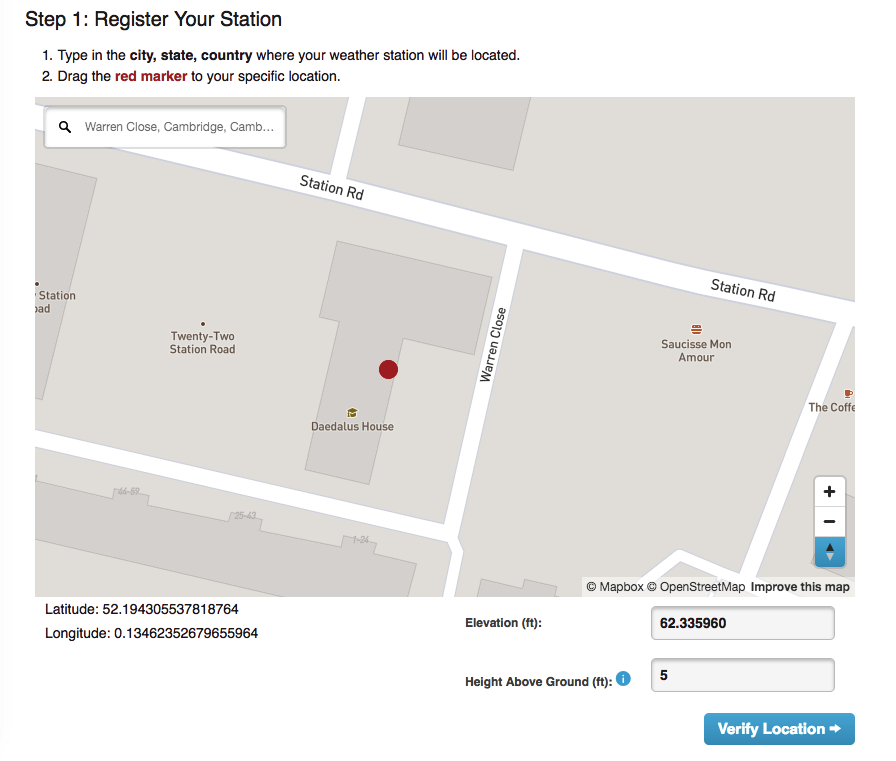 Step 1: Register Your Station
1. Type in the city, state, country where your weather station will be located.
2. Drag the red marker to your specific location.
Warren Close, Cambridge, Camb...
Station Rd
Station Rd
Warren Close
Station
oad
Twenty-Two
Station Road
Saucisse Mon
Amour
The Coffe
Daedalus House
44-59
25-43
1-24
+
−
© Mapbox © OpenStreetMap Improve this map
Latitude: 52.194305537818764
Longitude: 0.13462352679655964
Elevation (ft):
62.335960
Height Above Ground (ft):
i
5
Verify Location